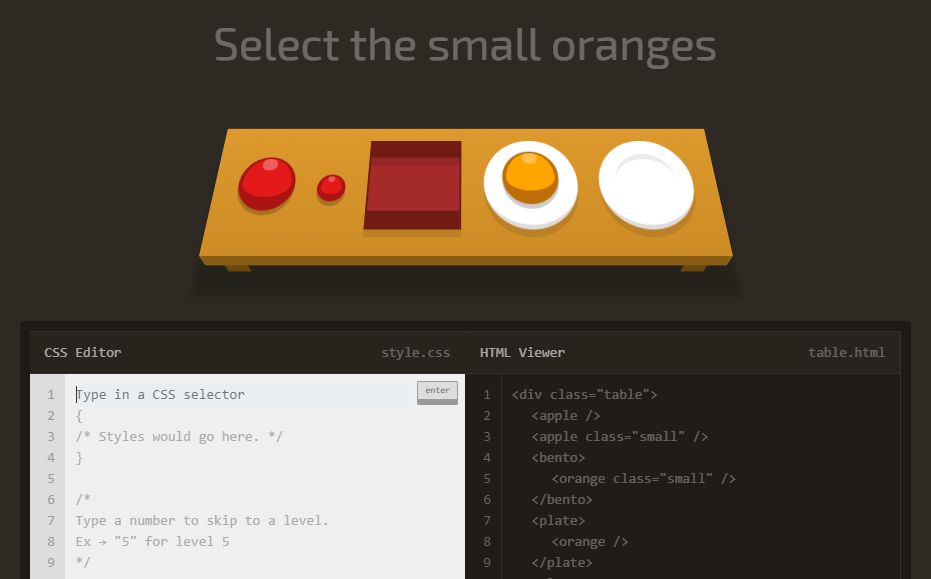 Select the small oranges
CSS Editor
style.css
enter
1 Type in a CSS selector
2 {
3 /* Styles would go here. */
4 }
5
6 /*
7 Type a number to skip to a level.
8 Ex → "5" for level 5
9 */
HTML Viewer
table.html
1 <div class="table">
2 <apple />
3 <apple class="small" />
4 <bento>
5 <orange class="small" />
6 </bento>
7 <plate>
8 <orange />
9 </plate>